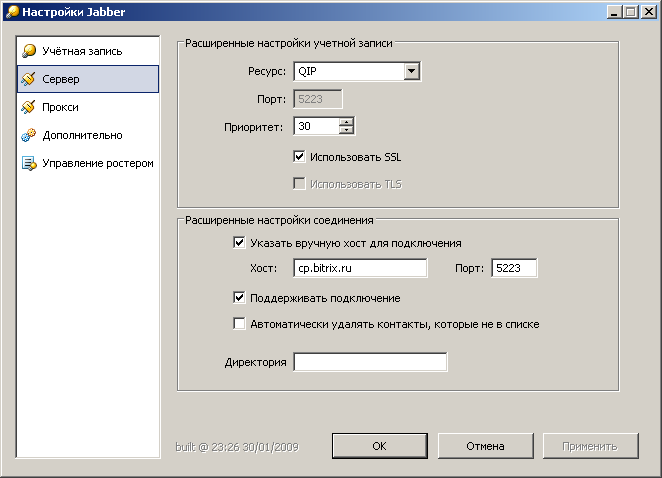 Настройки Jabber
Учётная запись
Сервер
Прокси
Дополнительно
Управление ростером
Расширенные настройки учетной записи
Ресурс: QIP
Порт: 5223
Приоритет: 30
Использовать SSL
Использовать TLS
Расширенные настройки соединения
Указать вручную хост для подключения
Хост: cp.bitrix.ru Порт: 5223
Поддерживать подключение
Автоматически удалять контакты, которые не в списке
Директория
built @ 23:26 30/01/2009 OK Отмена Применить